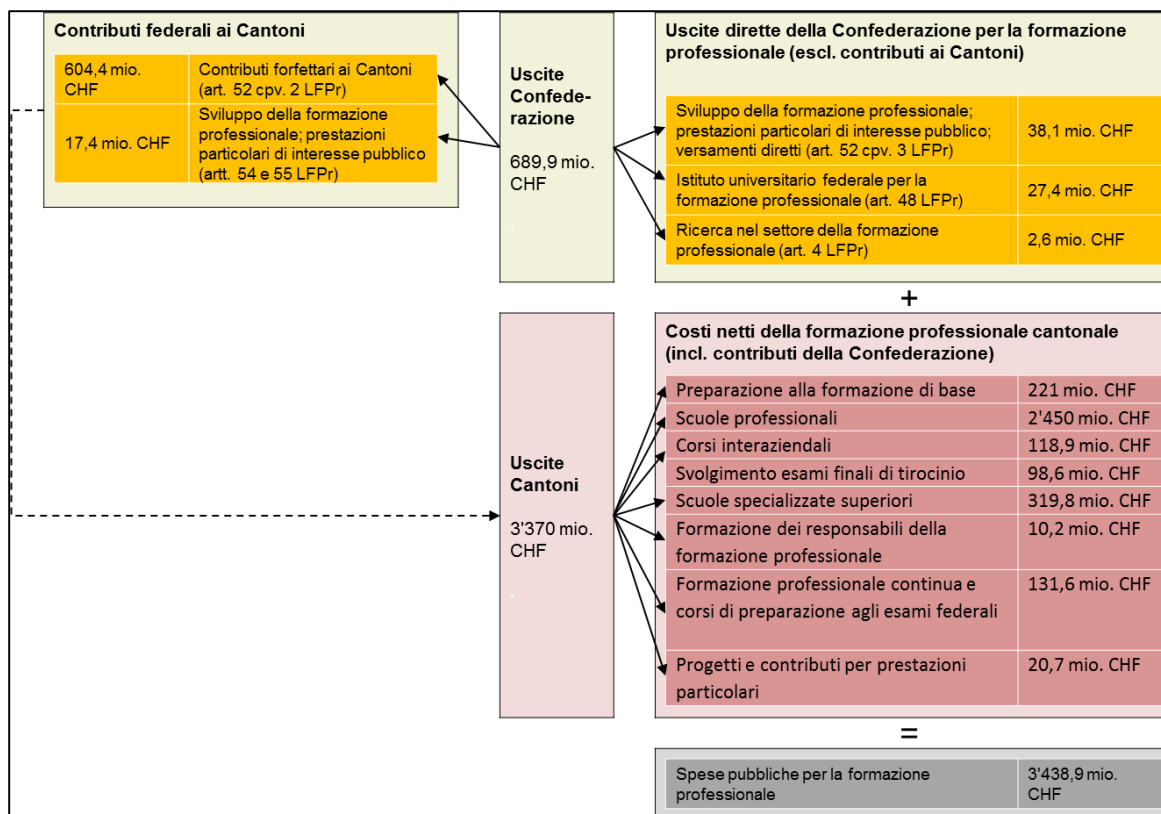 Contributi federali ai Cantoni
604,4 mio.
CHF
Contributi forfettari ai Cantoni
(art. 52 cpv. 2 LFPr)
17,4 mio. CHF
Sviluppo della formazione
professionale; prestazioni
particolari di interesse pubblico
(artt. 54 e 55 LFPr)
Uscite
Confede-
razione
689,9 mio.
CHF
.
Uscite dirette della Confederazione per la formazione
professionale (escl. contributi ai Cantoni)
Sviluppo della formazione professionale;
prestazioni particolari di interesse pubblico;
versamenti diretti (art. 52 cpv. 3 LFPr)
38,1 mio. CHF
Istituto universitario federale per la
formazione professionale (art. 48 LFPr)
27,4 mio. CHF
Ricerca nel settore della formazione
professionale (art. 4 LFPr)
2,6 mio. CHF
+
Uscite
Cantoni
3'370 mio.
CHF
.
Costi netti della formazione professionale cantonale
(incl. contributi della Confederazione)
Preparazione alla formazione di base
221 mio. CHF
Scuole professionali
2'450 mio. CHF
Corsi interaziendali
118,9 mio. CHF
Svolgimento esami finali di tirocinio
98,6 mio. CHF
Scuole specializzate superiori
319,8 mio. CHF
Formazione dei responsabili della
formazione professionale
10,2 mio. CHF
Formazione professionale continua e
corsi di preparazione agli esami federali
131,6 mio. CHF
Progetti e contributi per prestazioni
particolari
20,7 mio. CHF
=
Spese pubbliche per la formazione
professionale
3'438,9 mio.
CHF